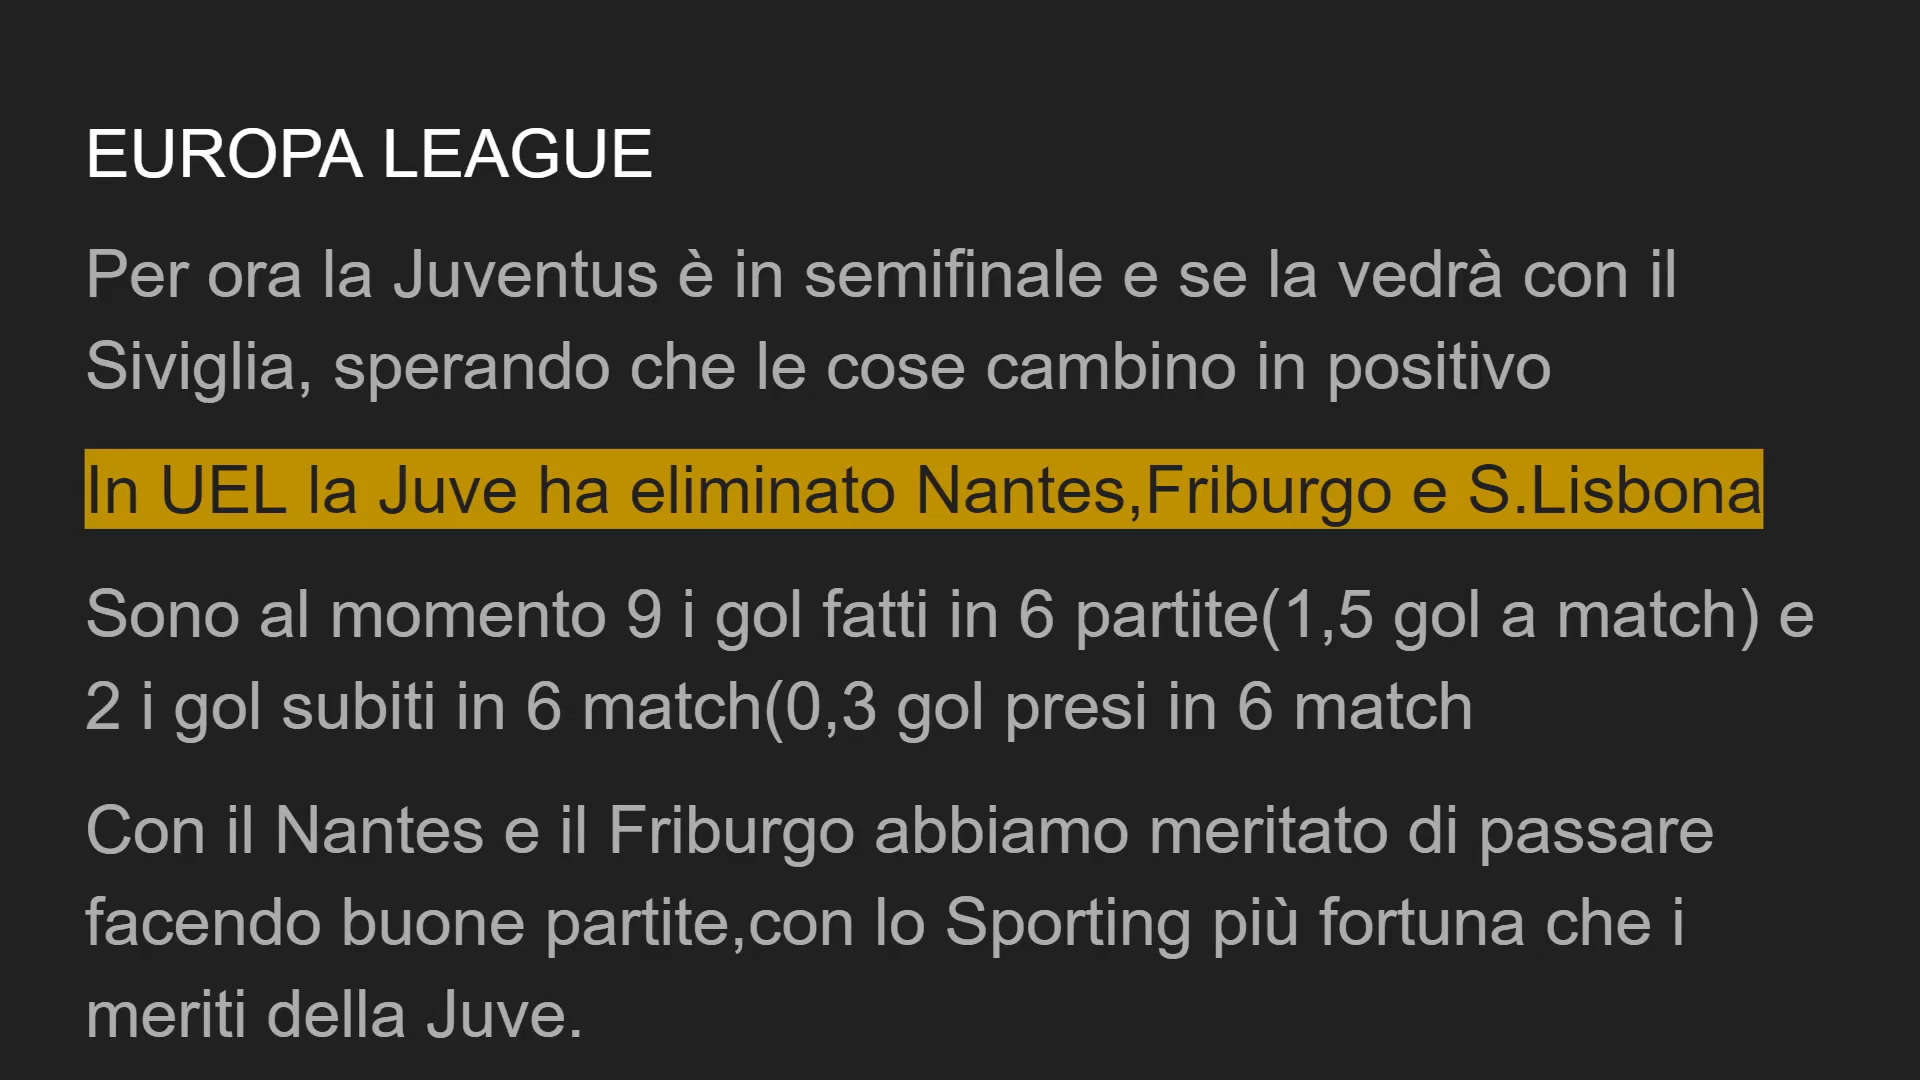 EUROPA LEAGUE
Per ora la Juventus è in semifinale e se la vedrà con il
Siviglia, sperando che le cose cambino in positivo
In UEL la Juve ha eliminato Nantes,Friburgo e S.Lisbona
Sono al momento 9 i gol fatti in 6 partite(1,5 gol a match) e
2 i gol subiti in 6 match(0,3 gol presi in 6 match
Con il Nantes e il Friburgo abbiamo meritato di passare
facendo buone partite,con lo Sporting più fortuna che i
meriti della Juve.